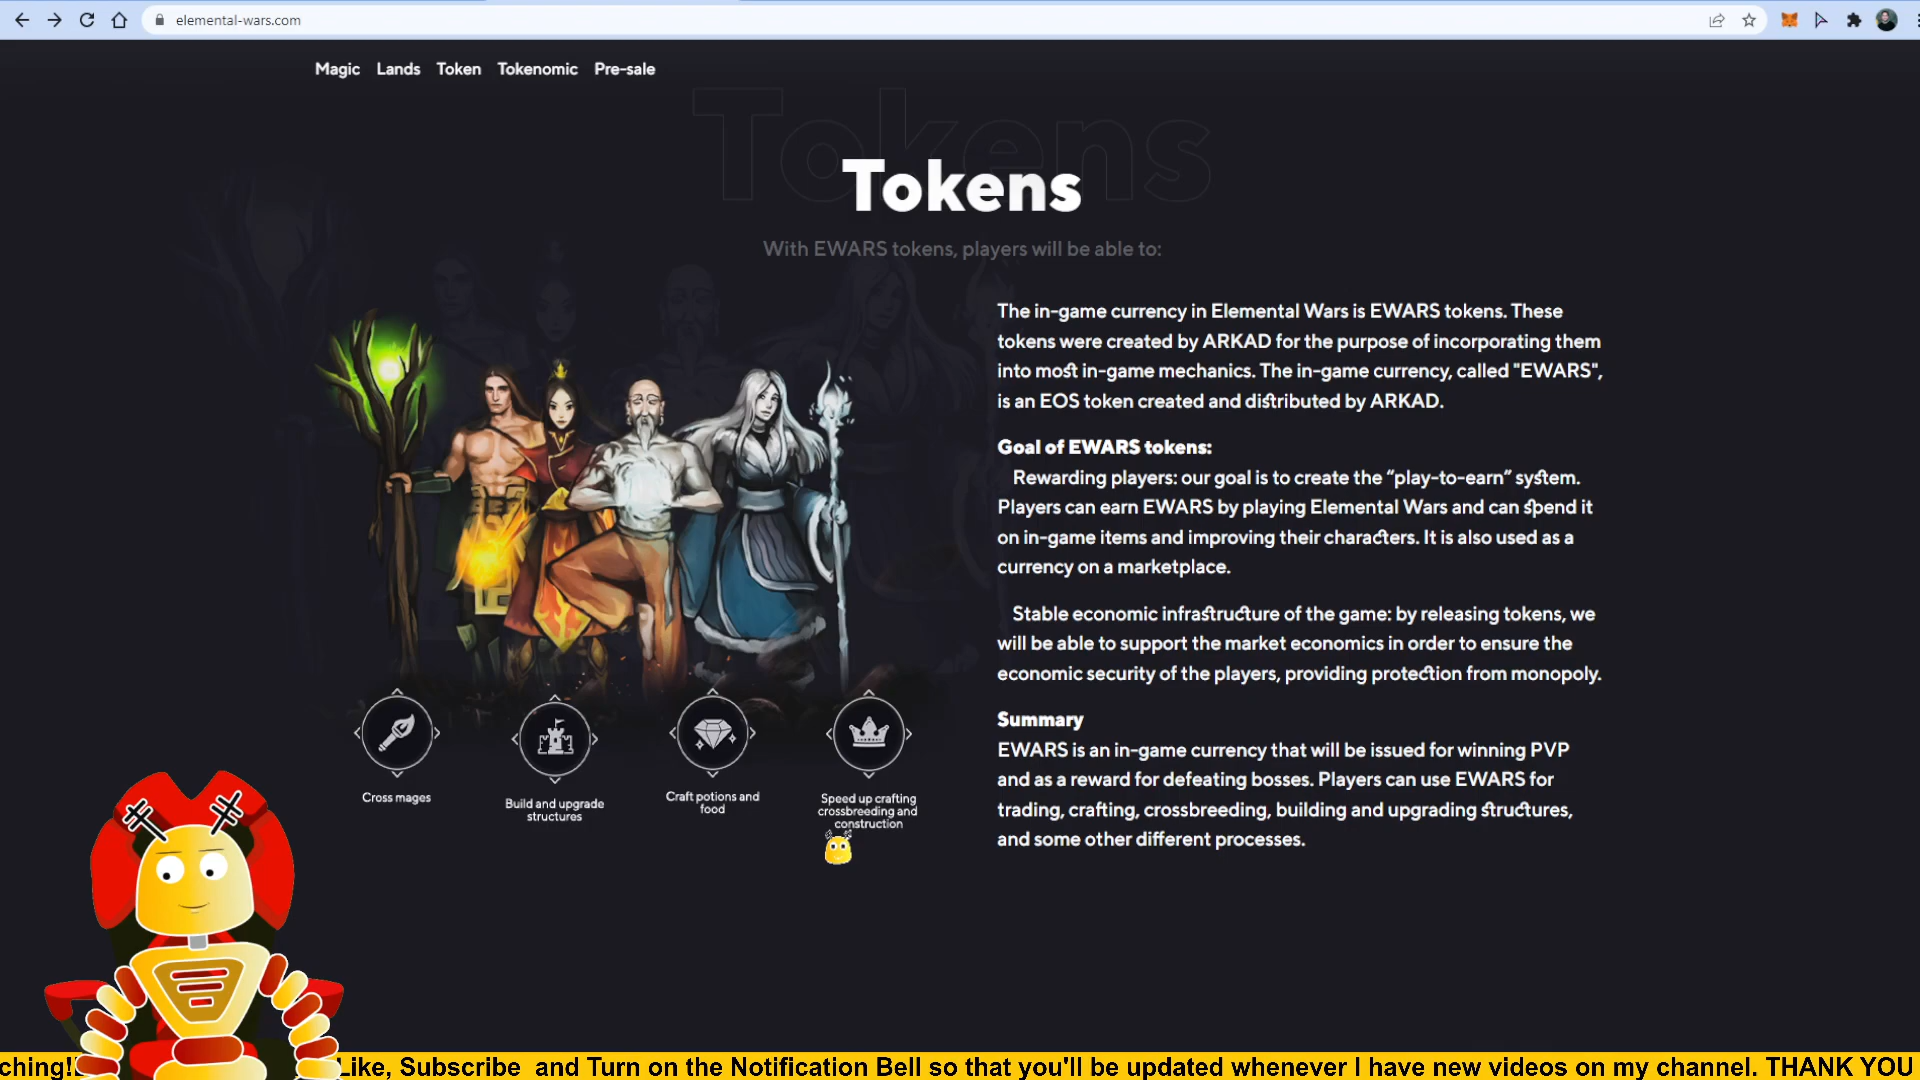 elemental-wars.com
Magic Lands Token Tokenomic Pre-sale
Tokens
Tokens
With EWARS tokens, players will be able to:
The in-game currency in Elemental Wars is EWARS tokens. These
tokens were created by ARKAD for the purpose of incorporating them
into most in-game mechanics. The in-game currency, called "EWARS",
is an EOS token created and distributed by ARKAD.
Goal of EWARS tokens:
Rewarding players: our goal is to create the “play-to-earn” system.
Players can earn EWARS by playing Elemental Wars and can spend it
on in-game items and improving their characters. It is also used as a
currency on a marketplace.
Stable economic infrastructure of the game: by releasing tokens, we
will be able to support the market economics in order to ensure the
economic security of the players, providing protection from monopoly.
Summary
EWARS is an in-game currency that will be issued for winning PVP
and as a reward for defeating bosses. Players can use EWARS for
trading, crafting, crossbreeding, building and upgrading structures,
and some other different processes.
Cross mages
Build and upgrade
structures
Craft potions and
food
Speed up crafting
crossbreeding and
construction
ching!! Like, Subscribe and Turn on the Notification Bell so that you'll be updated whenever I have new videos on my channel. THANK YOU